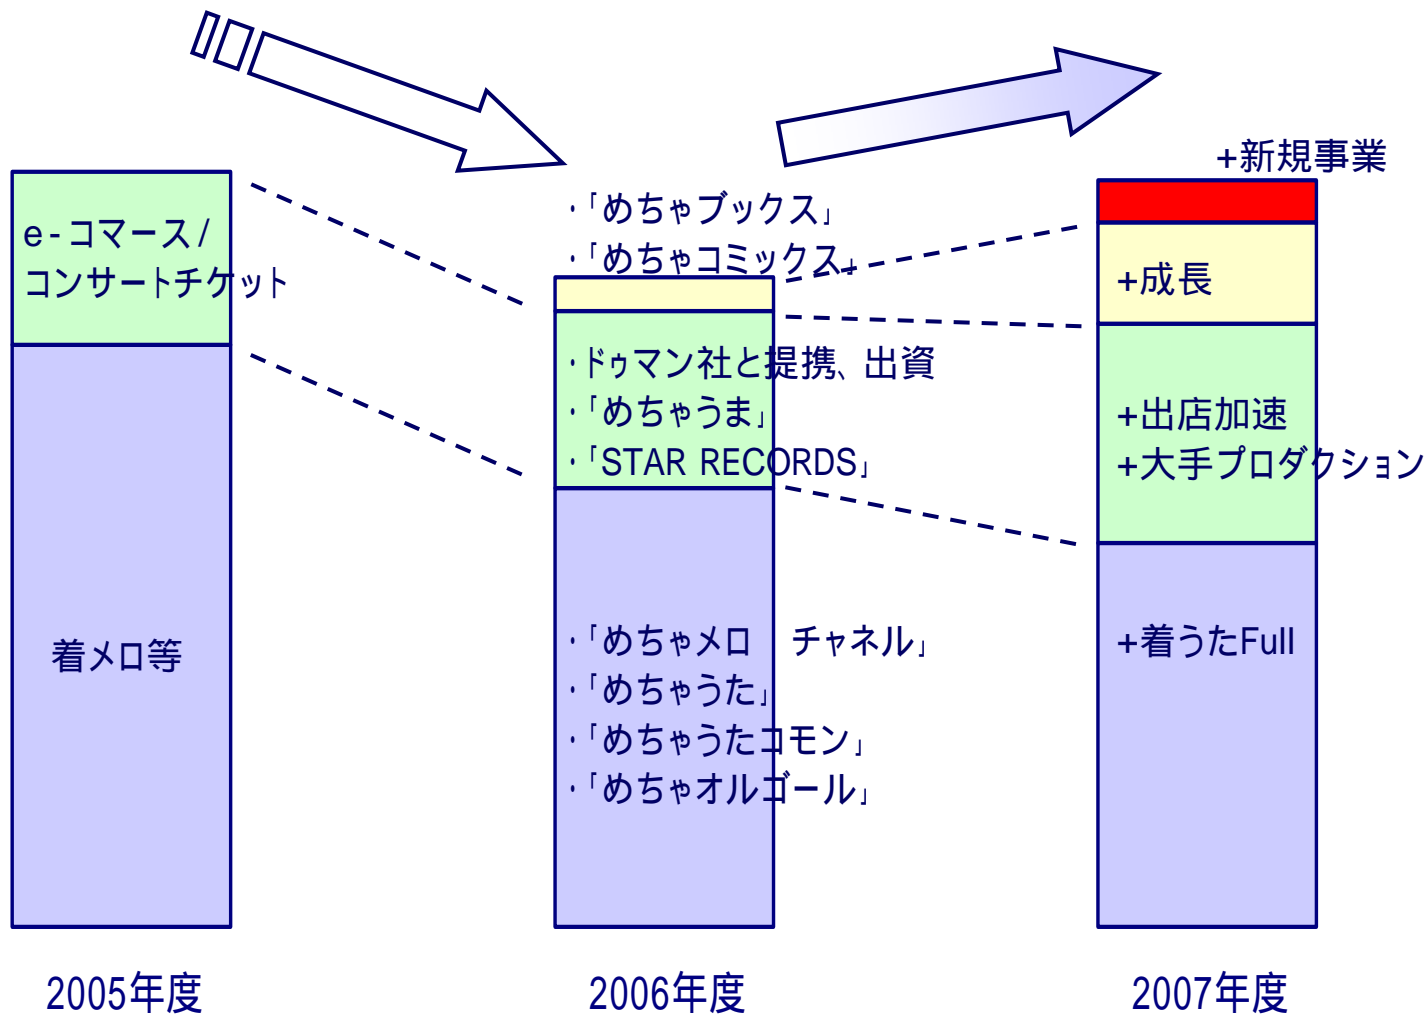 e-コマース/
コンサートチケット
着メロ等
2005年度
・「めちゃブックス」
・「めちゃコミックス」
・ドゥマン社と提携、出資
・「めちゃうま」
・「STAR RECORDS」
・「めちゃメロ　チャネル」
・「めちゃうた」
・「めちゃうたコモン」
・「めちゃオルゴール」
2006年度
+新規事業
+成長
+出店加速
+大手プロダクション
+着うたFull
2007年度